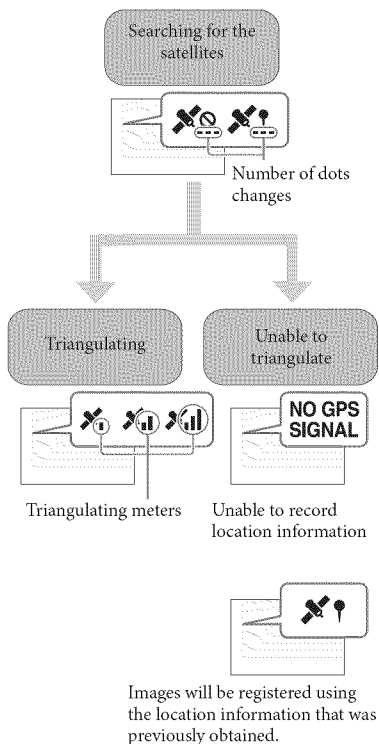 Searching for the
satellites
Number of dots
changes
Triangulating
Unable to
triangulate
NO GPS
SIGNAL
Triangulating meters
Unable to record
location information
Images will be registered using
the location information that was
previously obtained.